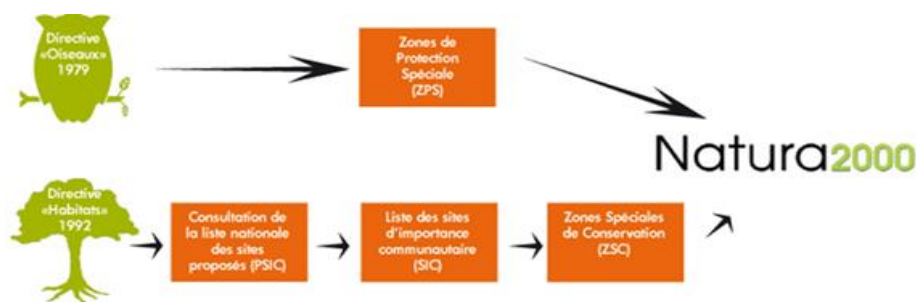 Directive
«Oiseaux»
1979
Zones de
Protection
Spéciale
(ZPS)
Natura2000
Directive
«Habitats»
1992
Consultation de
la liste nationale
des sites
proposés (PSIC)
Liste des sites
d'importance
communautaire
(SIC)
Zones Spéciales
de Conservation
(ZSC)